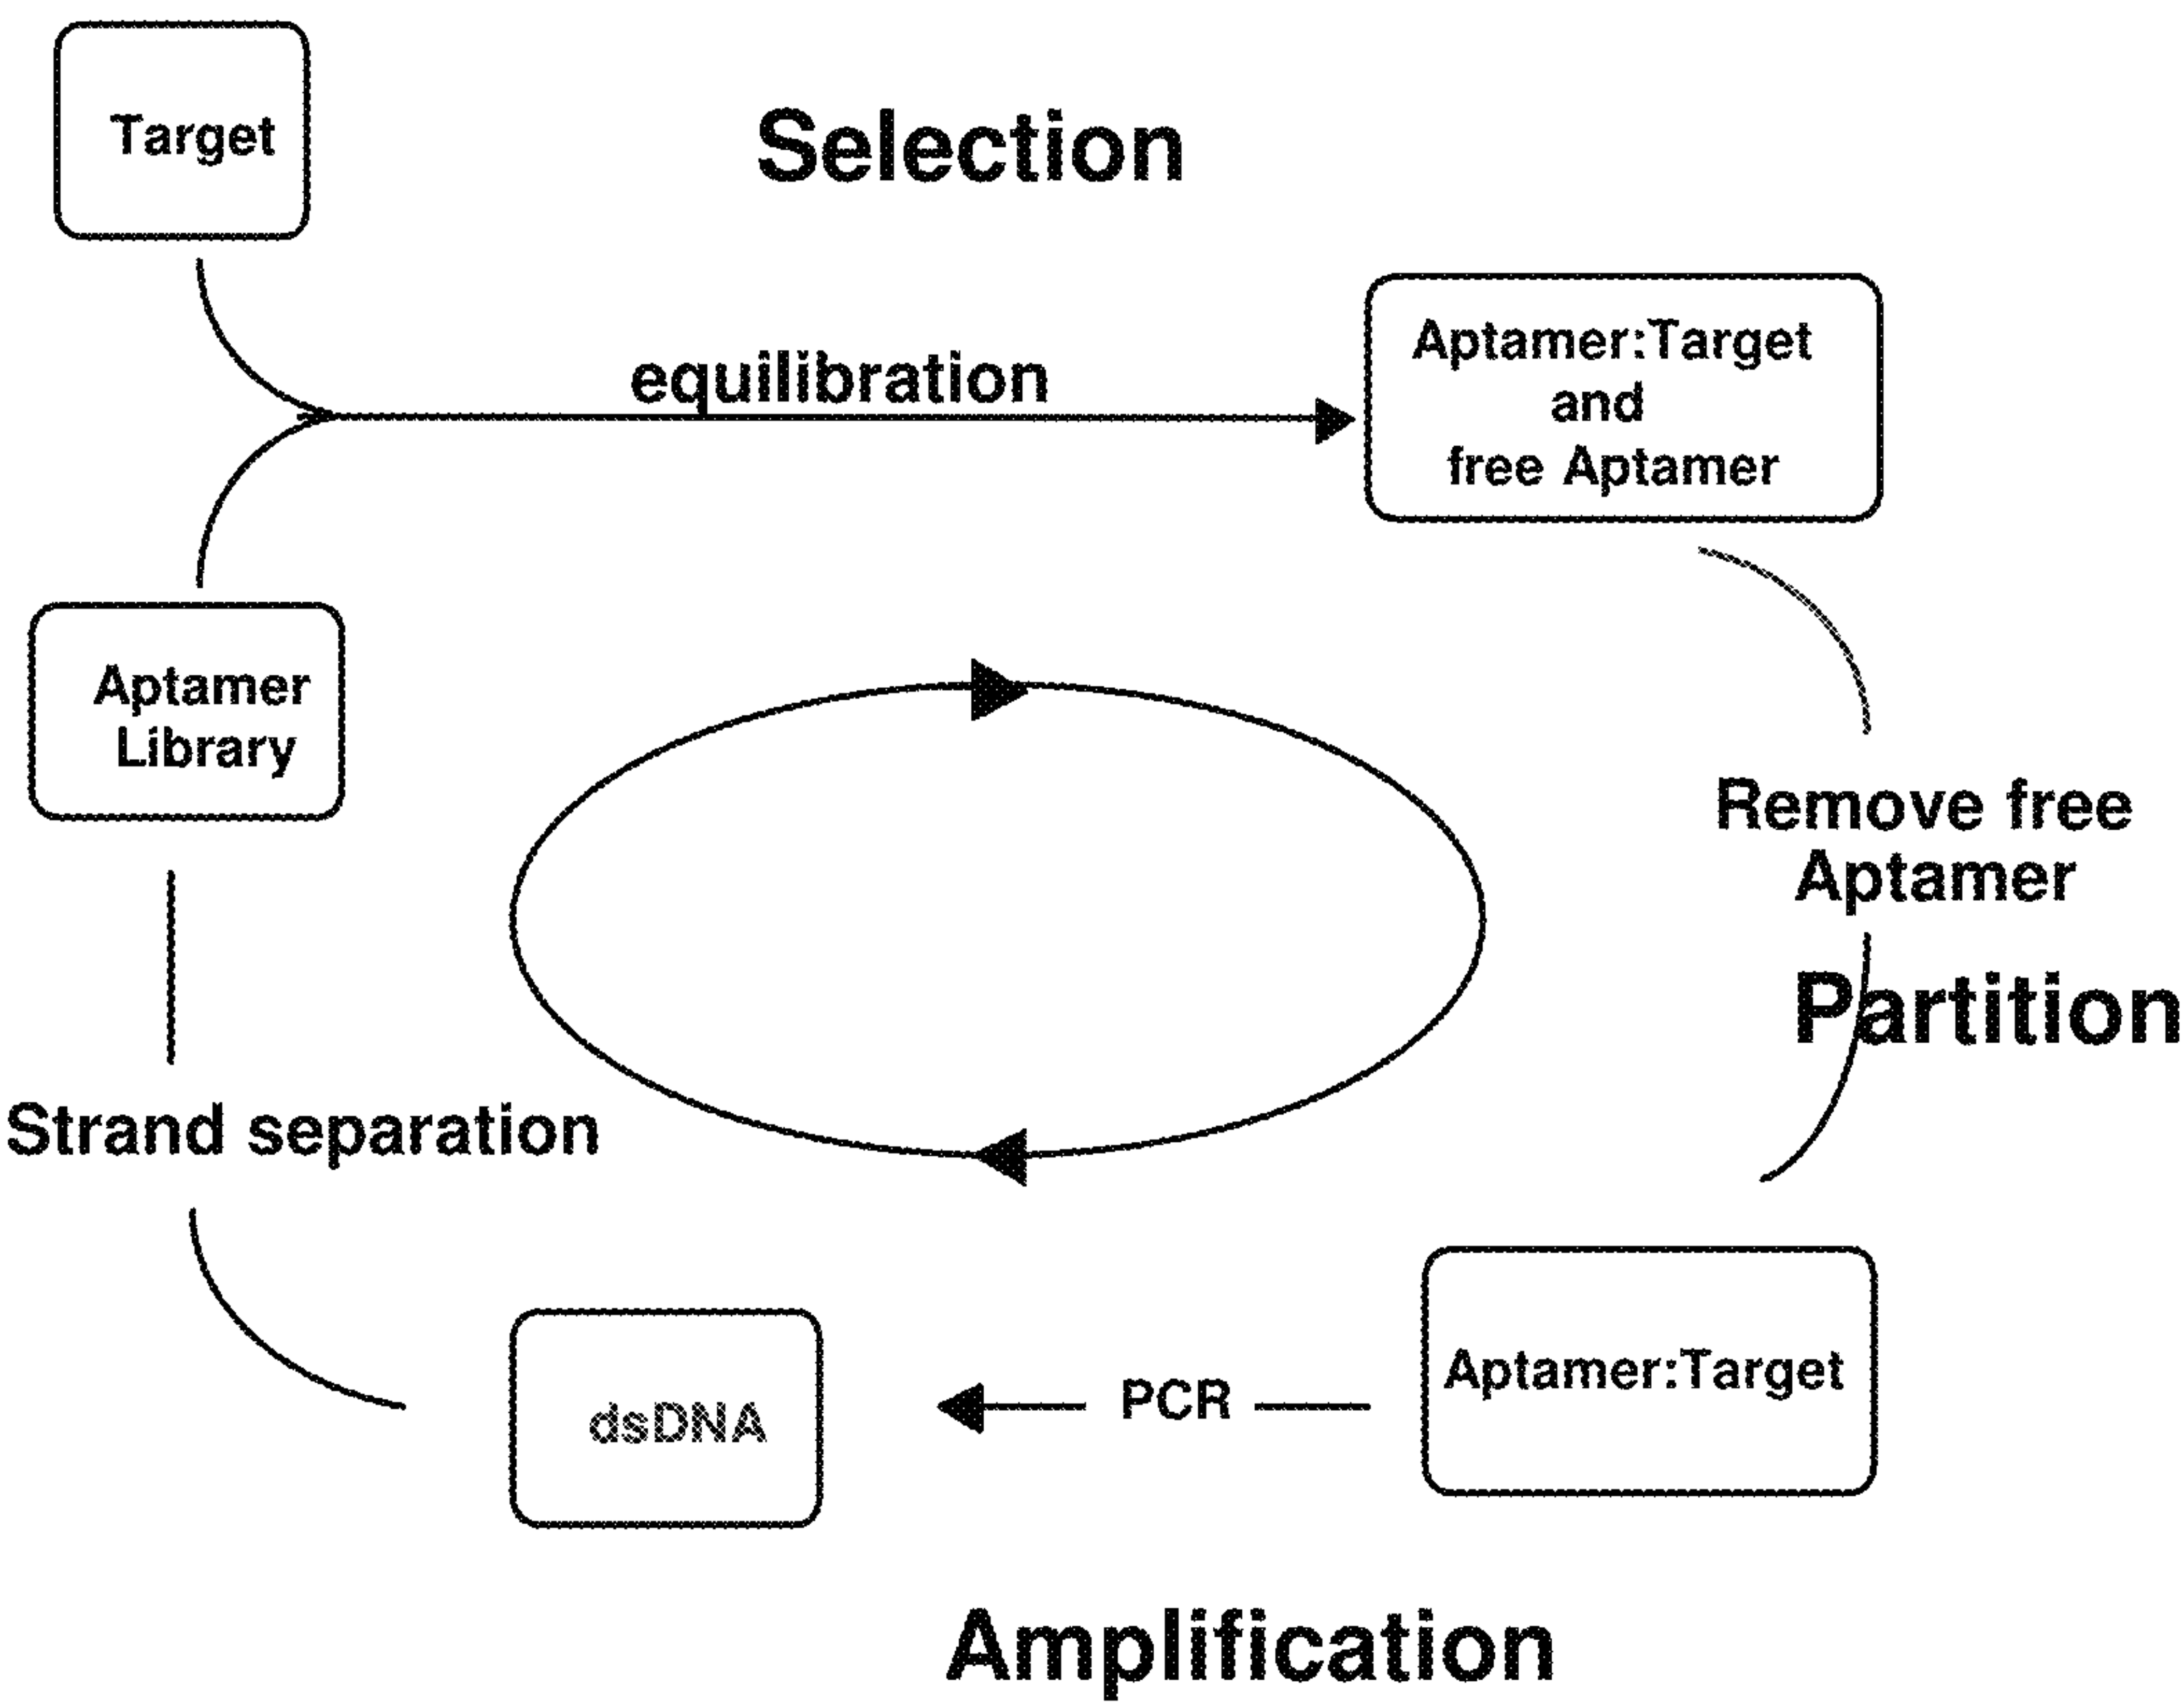 Target
Selection
equilibration
Aptamer:Target
and
free Aptamer
Aptamer
Library
Remove free
Aptamer
Partition
Strand separation
Aptamer:Target
PCR
dsDNA
Amplification